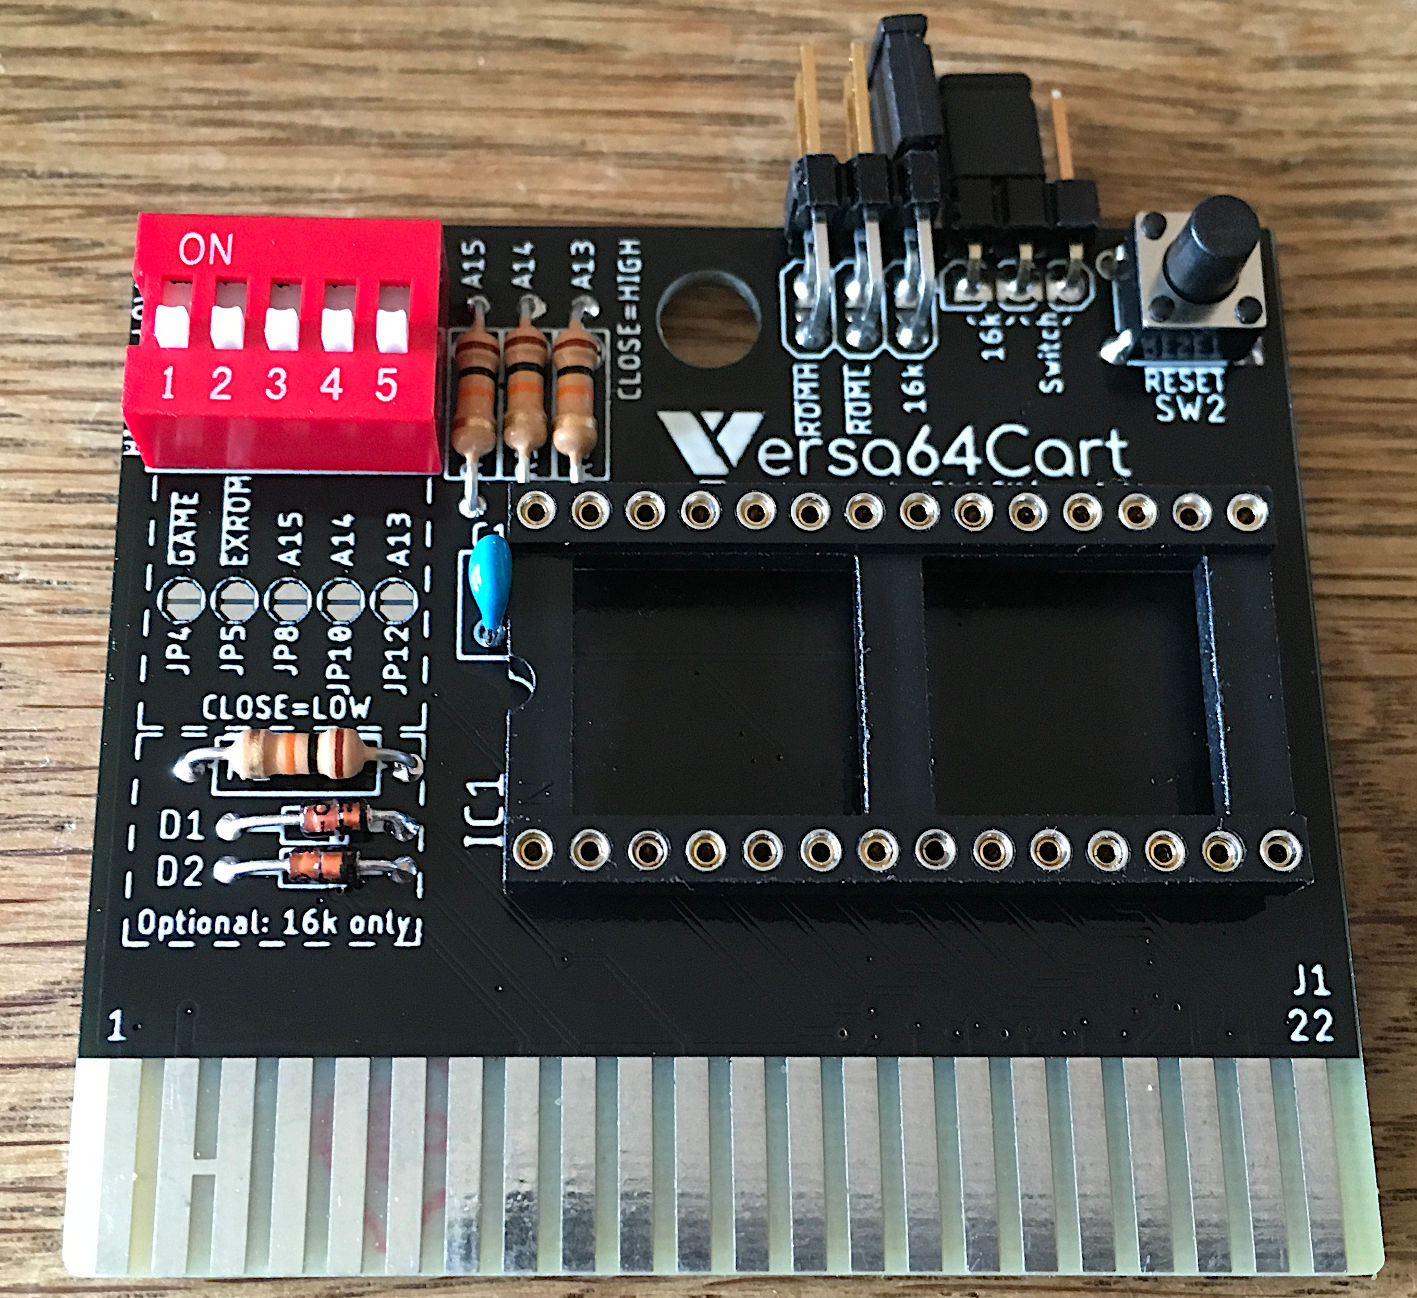 ON
1 2 3 4 5
A15
A14
A13
CLOSE=HIGH
ROMH
ROML
16k
16k
Switch
RESET
SW2
Versa64Cart
GAME
EXROM
A15
A14
A13
JP4
JP5
JP8
JP10
JP12
CLOSE=LOW
D1
D2
Optional: 16k only
IC1
1
J1
22